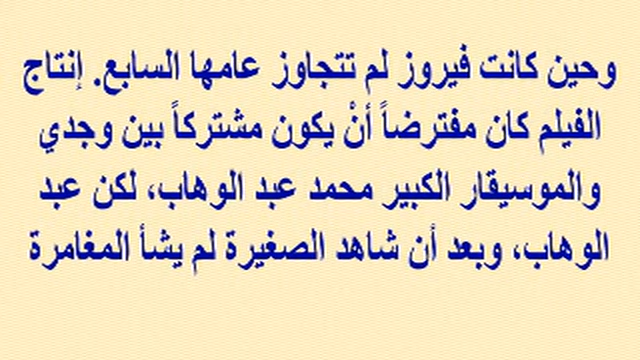 وحين كانت فيروز لم تتجاوز عامها السابع. إنتاج
الفيلم كان مفترضاً أنْ يكون مشتركاً بين وجدي
والموسيقار الكبير محمد عبد الوهاب، لكن عبد
الوهاب، وبعد أن شاهد الصغيرة لم يشأ المغامرة